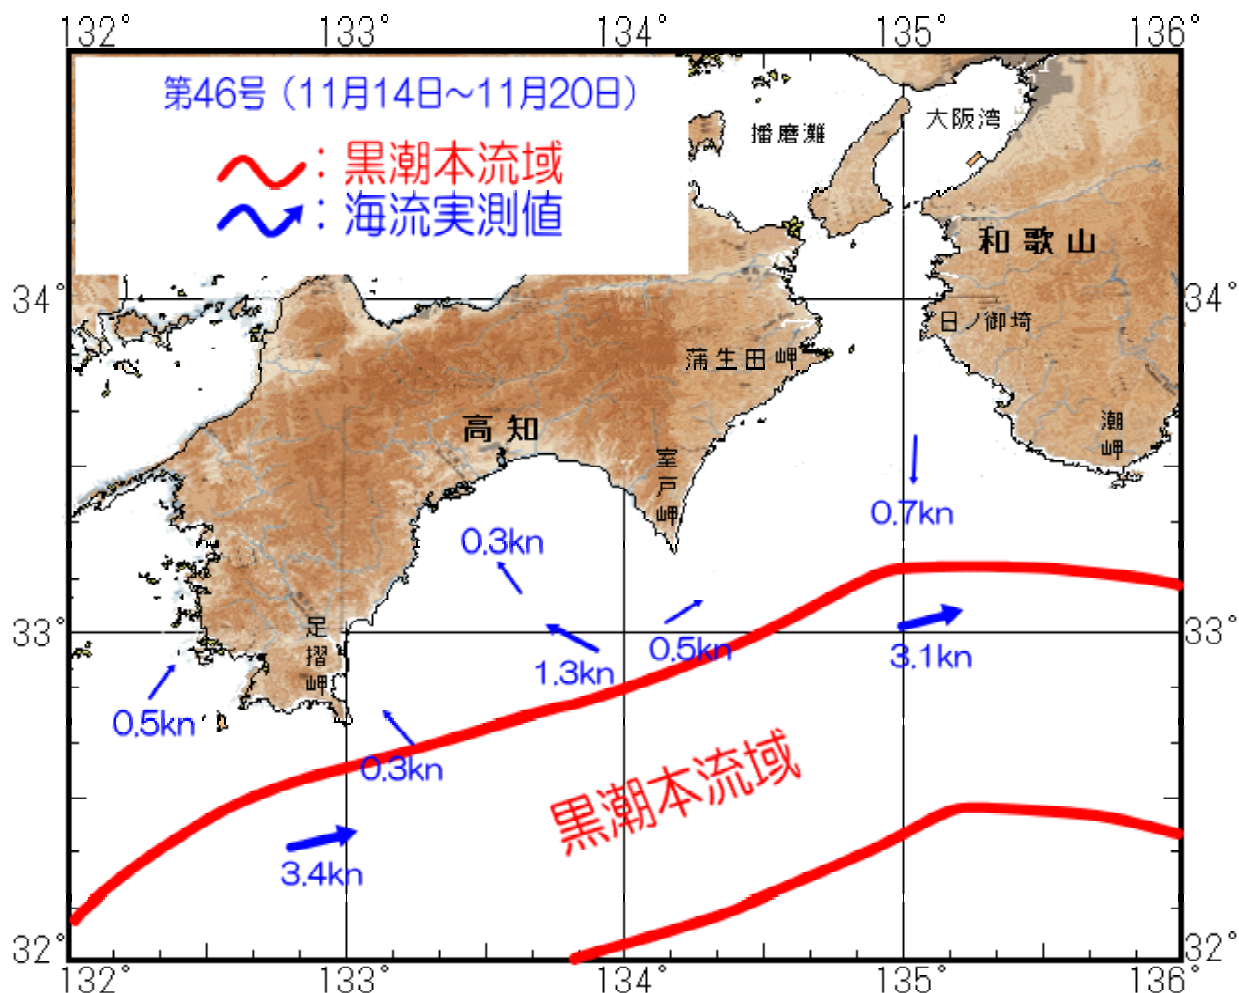 132° 133° 134° 135° 136°
第46号（11月14日～11月20日）
：黒潮本流域
：海流実測値
播磨灘
大阪湾
和歌山
34° 34°
日ノ御埼
蒲生田岬
潮岬
高知
室戸岬
0.7kn
0.3kn
足摺岬
33° 33°
0.5kn
1.3kn
3.1kn
0.5kn
0.3kn
黒潮本流域
3.4kn
32° 32°
132° 133° 134° 135° 136°